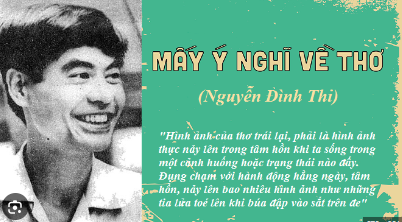 MẤY Ý NGHĨ VỀ THƠ
(Nguyễn Đình Thi)
"Hình ảnh của thơ trái lại, phải là hình ảnh
thực nảy lên trong tâm hồn khi ta sống trong
một cảnh huống hoặc trạng thái nào đấy.
Đụng chạm với hành động hằng ngày, tâm
hồn, nảy lên bao nhiêu hình ảnh như những
tia lửa toé lên khi búa đập vào sắt trên đe"